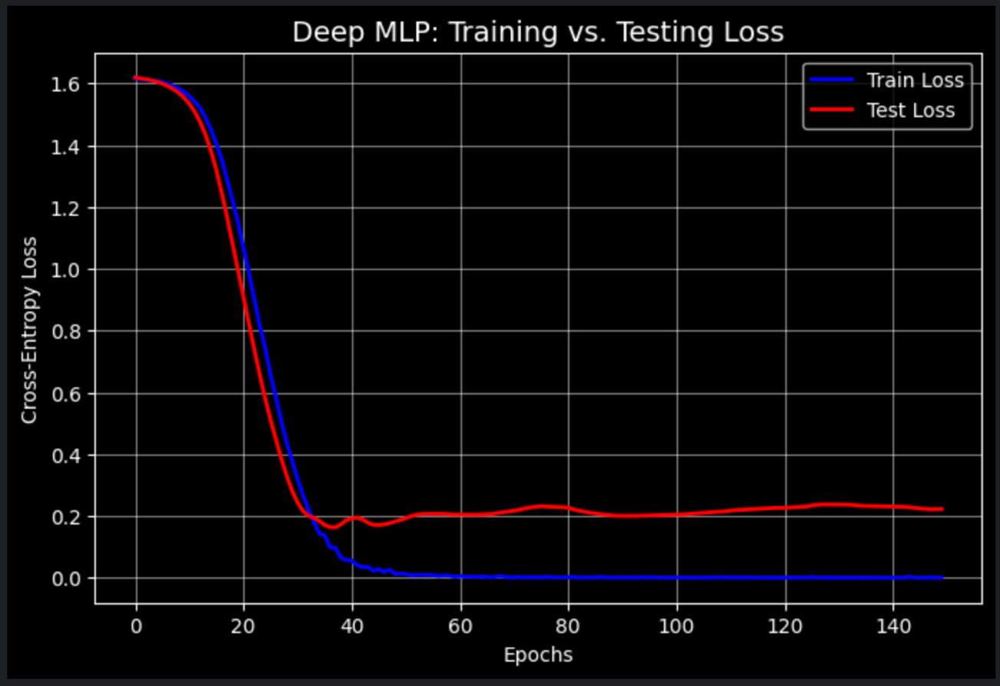 Deep MLP: Training vs. Testing Loss
Train Loss
Test Loss
Cross-Entropy Loss
1.6
1.4
1.2
1.0
0.8
0.6
0.4
0.2
0.0
0 20 40 60 80 100 120 140
Epochs